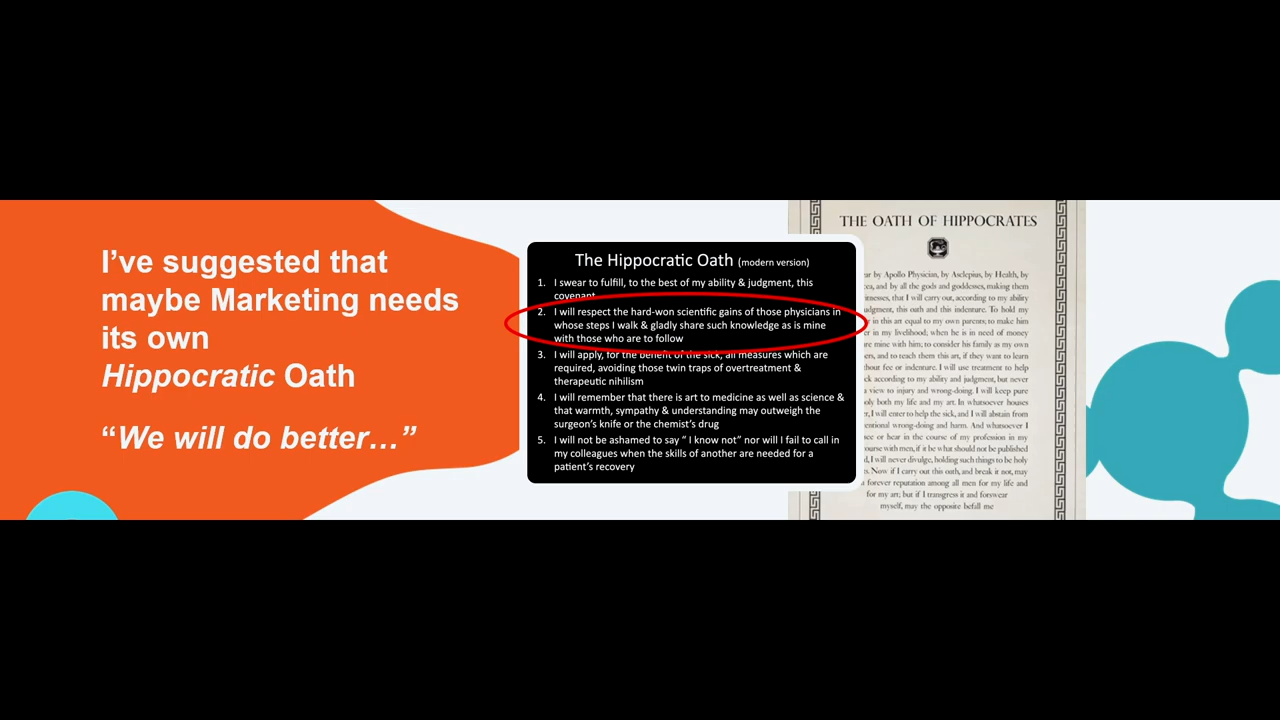 I’ve suggested that
maybe Marketing needs
its own
Hippocratic Oath
“We will do better…”
The Hippocratic Oath (modern version)
1. I swear to fulfill, to the best of my ability & judgment, this
covenant
2. I will respect the hard-won scientific gains of those physicians in
whose steps I walk & gladly share such knowledge as is mine
with those who are to follow
3. I will apply, for the benefit of the sick, all measures which are
required, avoiding those twin traps of overtreatment &
therapeutic nihilism
4. I will remember that there is art to medicine as well as science &
that warmth, sympathy & understanding may outweigh the
surgeon’s knife or the chemist’s drug
5. I will not be ashamed to say “ I know not” nor will I fail to call in
my colleagues when the skills of another are needed for a
patient’s recovery
THE OATH OF HIPPOCRATES
by Apollo Physician, by Asclepius, by Health, by
and by all the gods and goddesses, making them
that I will carry out, according to my ability
this oath and this indenture. To hold my
in this art equal to my own parents; to make him
in my livelihood; when he is in need of money
mine with him; to consider his family as my own
and to teach them this art, if they want to learn
fee or indenture. I will use treatment to help
according to my ability and judgment, but never
a view to injury and wrong-doing. I will keep pure
both my life and my art. In whatsoever houses
I will enter to help the sick, and I will abstain from
wrong-doing and harm. And whatsoever I
or hear in the course of my profession in my
with men, if it be what should not be published
I will never divulge, holding such things to be holy
Now if I carry out this oath, and break it not, may
forever reputation among all men for my life and
for my art; but if I transgress it and forswear
myself, may the opposite befall me